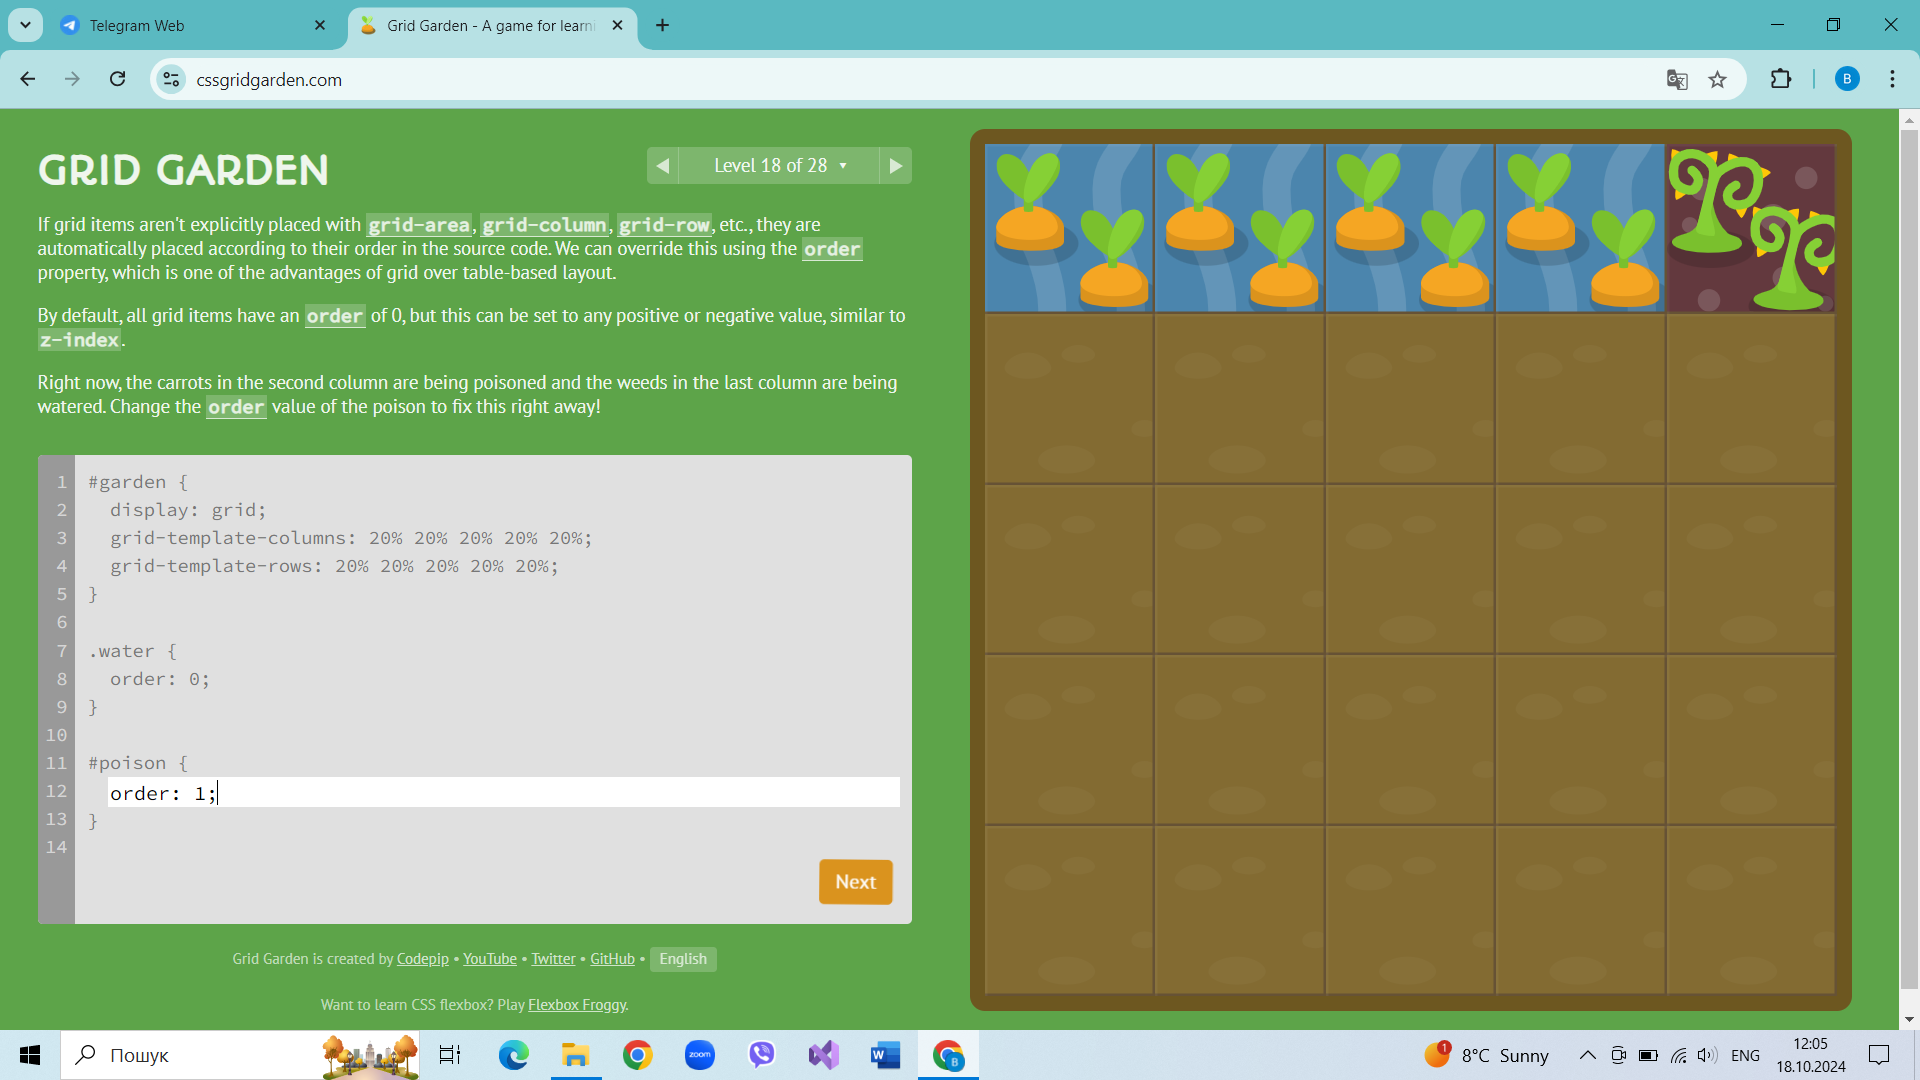 Telegram Web
Grid Garden - A game for learni
cssgridgarden.com
B
GRID GARDEN
Level 18 of 28
If grid items aren't explicitly placed with grid-area, grid-column, grid-row, etc., they are
automatically placed according to their order in the source code. We can override this using the order
property, which is one of the advantages of grid over table-based layout.
By default, all grid items have an order of 0, but this can be set to any positive or negative value, similar to
z-index.
Right now, the carrots in the second column are being poisoned and the weeds in the last column are being
watered. Change the order value of the poison to fix this right away!
1 #garden {
2 display: grid;
3 grid-template-columns: 20% 20% 20% 20% 20%;
4 grid-template-rows: 20% 20% 20% 20% 20%;
5 }
6
7 .water {
8 order: 0;
9 }
10
11 #poison {
12 order: 1;
13 }
14
Next
Grid Garden is created by Codepip • YouTube • Twitter • GitHub • English
Want to learn CSS flexbox? Play Flexbox Froggy.
Пошук
zoom
W
B
1
8°C Sunny
ENG
12:05
18.10.2024